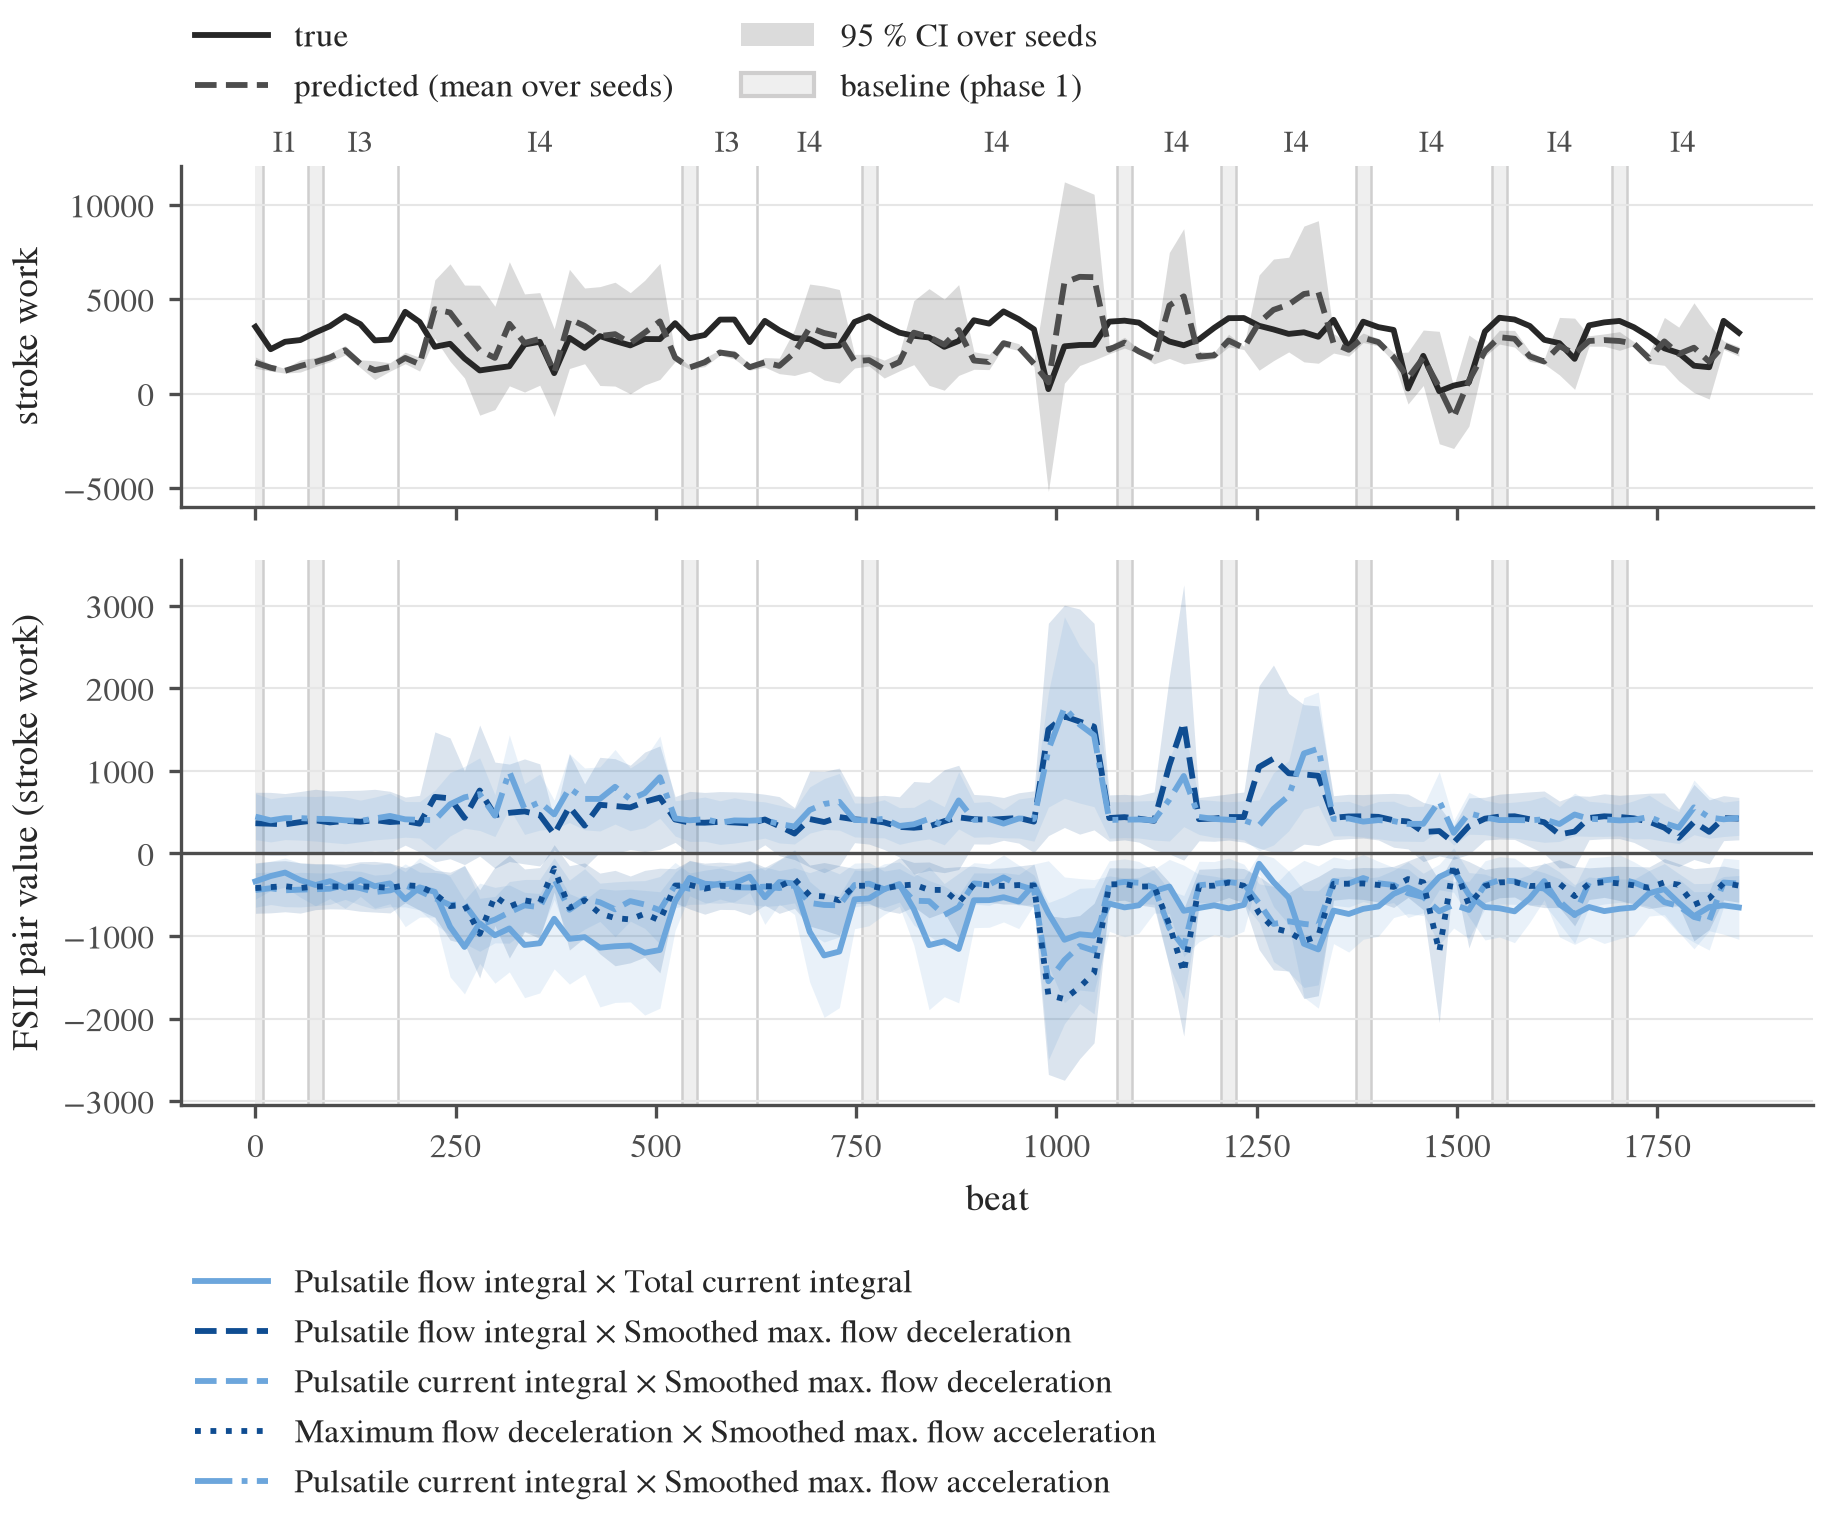 true
95 % CI over seeds
predicted (mean over seeds)
baseline (phase 1)
I1 I3 I4 I3 I4 I4 I4 I4 I4 I4 I4
10000
5000
0
−5000
stroke work
3000
2000
1000
0
−1000
−2000
−3000
FSII pair value (stroke work)
0 250 500 750 1000 1250 1500 1750
beat
Pulsatile flow integral × Total current integral
Pulsatile flow integral × Smoothed max. flow deceleration
Pulsatile current integral × Smoothed max. flow deceleration
Maximum flow deceleration × Smoothed max. flow acceleration
Pulsatile current integral × Smoothed max. flow acceleration